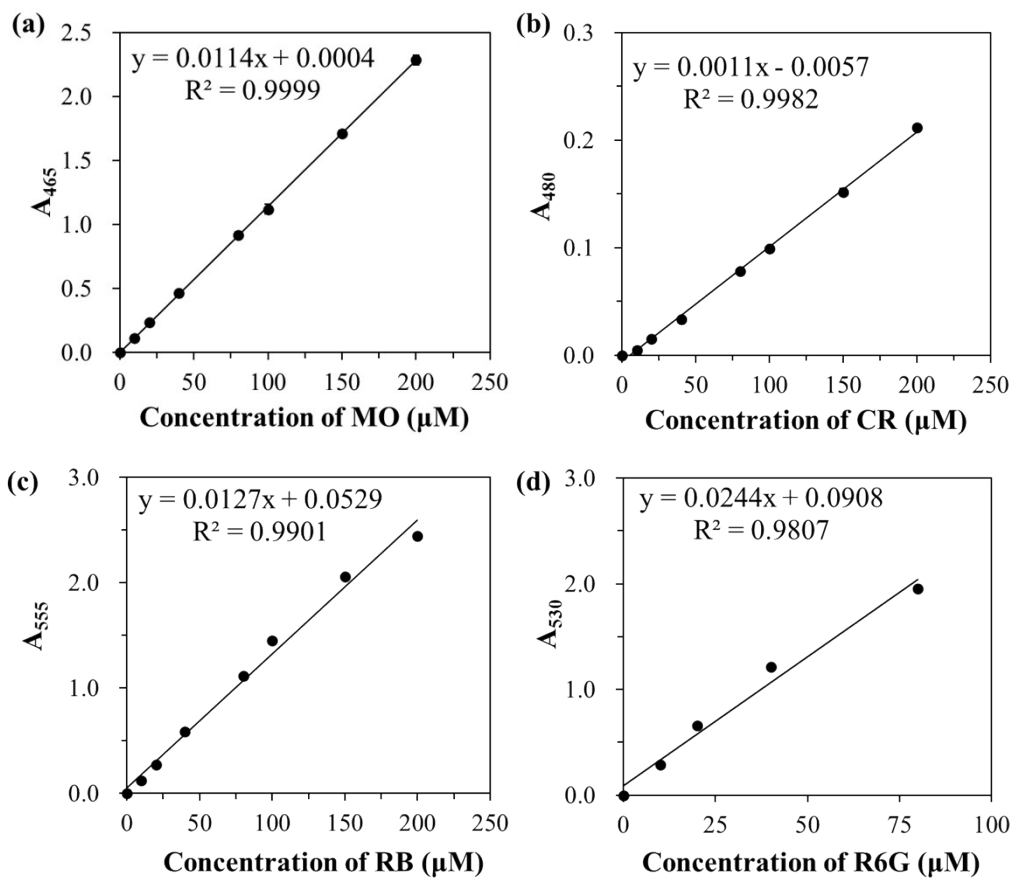 (a)
y = 0.0114x + 0.0004
R² = 0.9999
2.5
2.0
1.5
1.0
0.5
0.0
A465
0 50 100 150 200 250
Concentration of MO (µM)
(b)
y = 0.0011x - 0.0057
R² = 0.9982
0.3
0.2
0.1
0.0
A480
0 50 100 150 200 250
Concentration of CR (µM)
(c)
y = 0.0127x + 0.0529
R² = 0.9901
3.0
2.0
1.0
0.0
A555
0 50 100 150 200 250
Concentration of RB (µM)
(d)
y = 0.0244x + 0.0908
R² = 0.9807
3.0
2.0
1.0
0.0
A530
0 25 50 75 100
Concentration of R6G (µM)